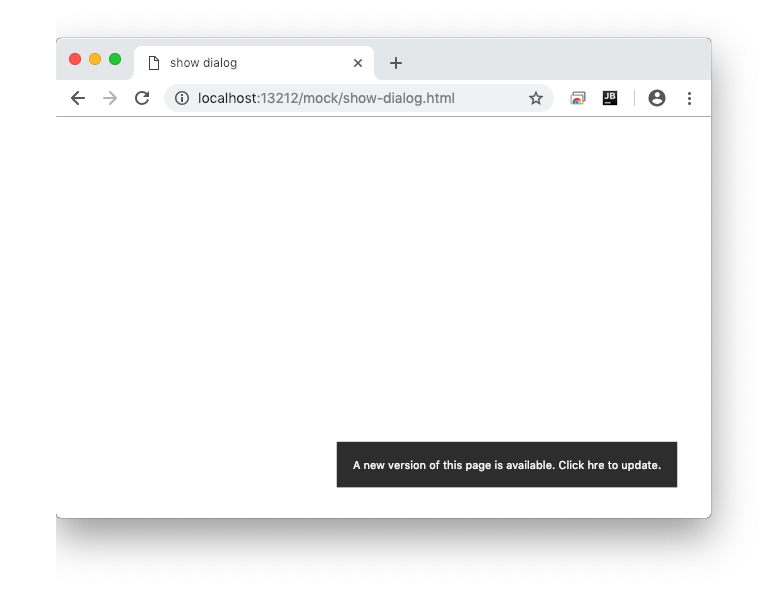 show dialog
localhost:13212/mock/show-dialog.html
JB
A new version of this page is available. Click hre to update.